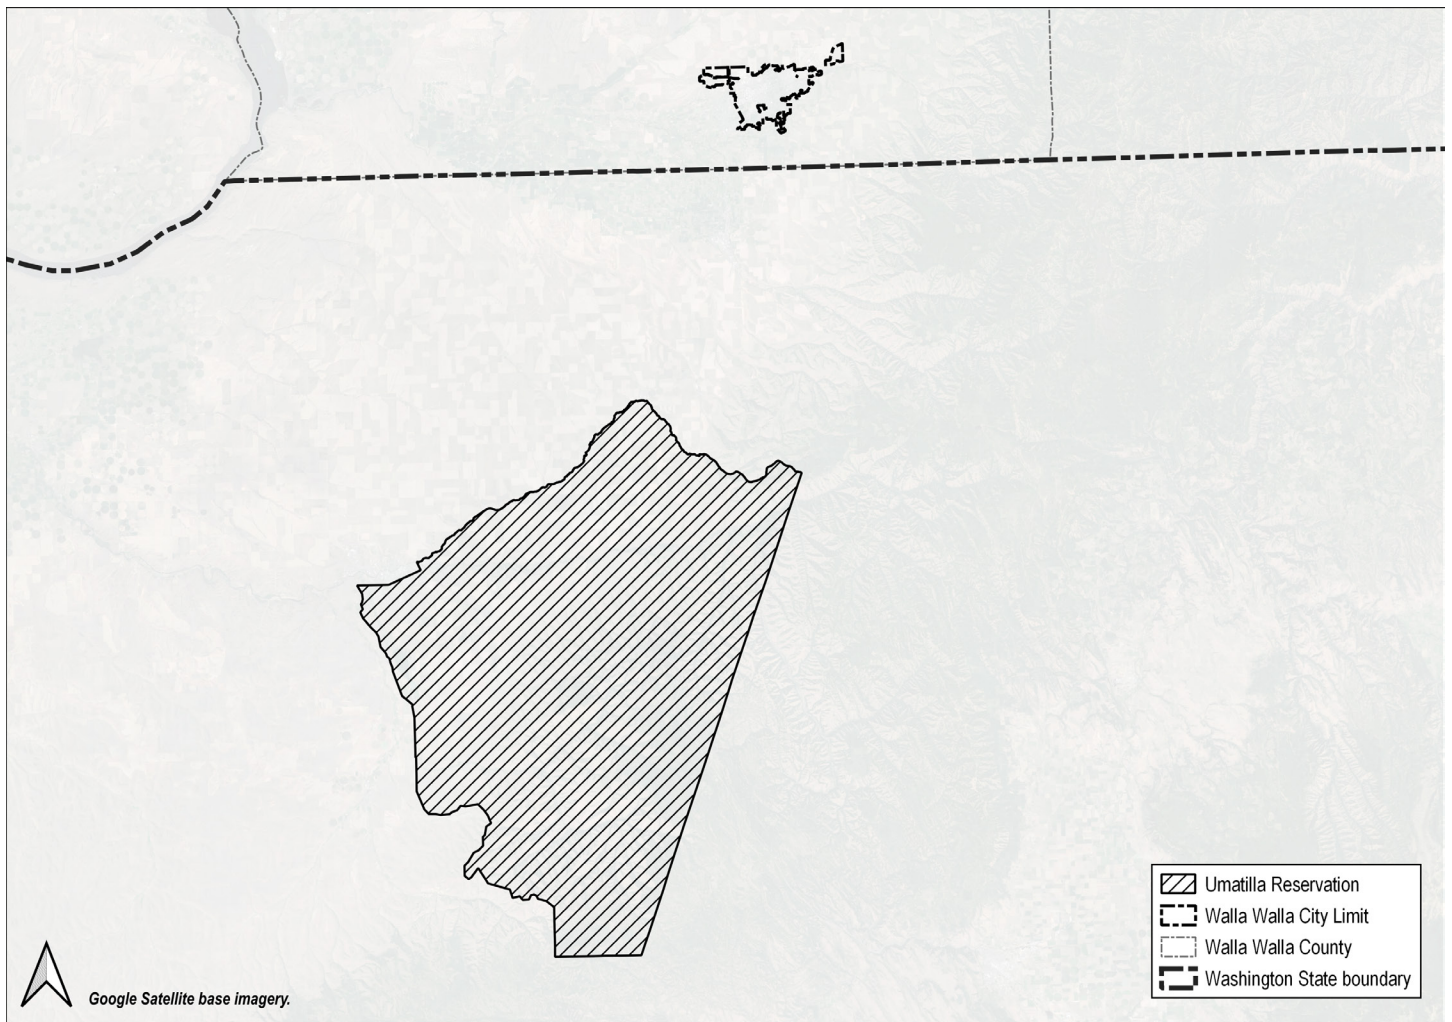 Umatilla Reservation
Walla Walla City Limit
Walla Walla County
Washington State boundary
Google Satellite base imagery.